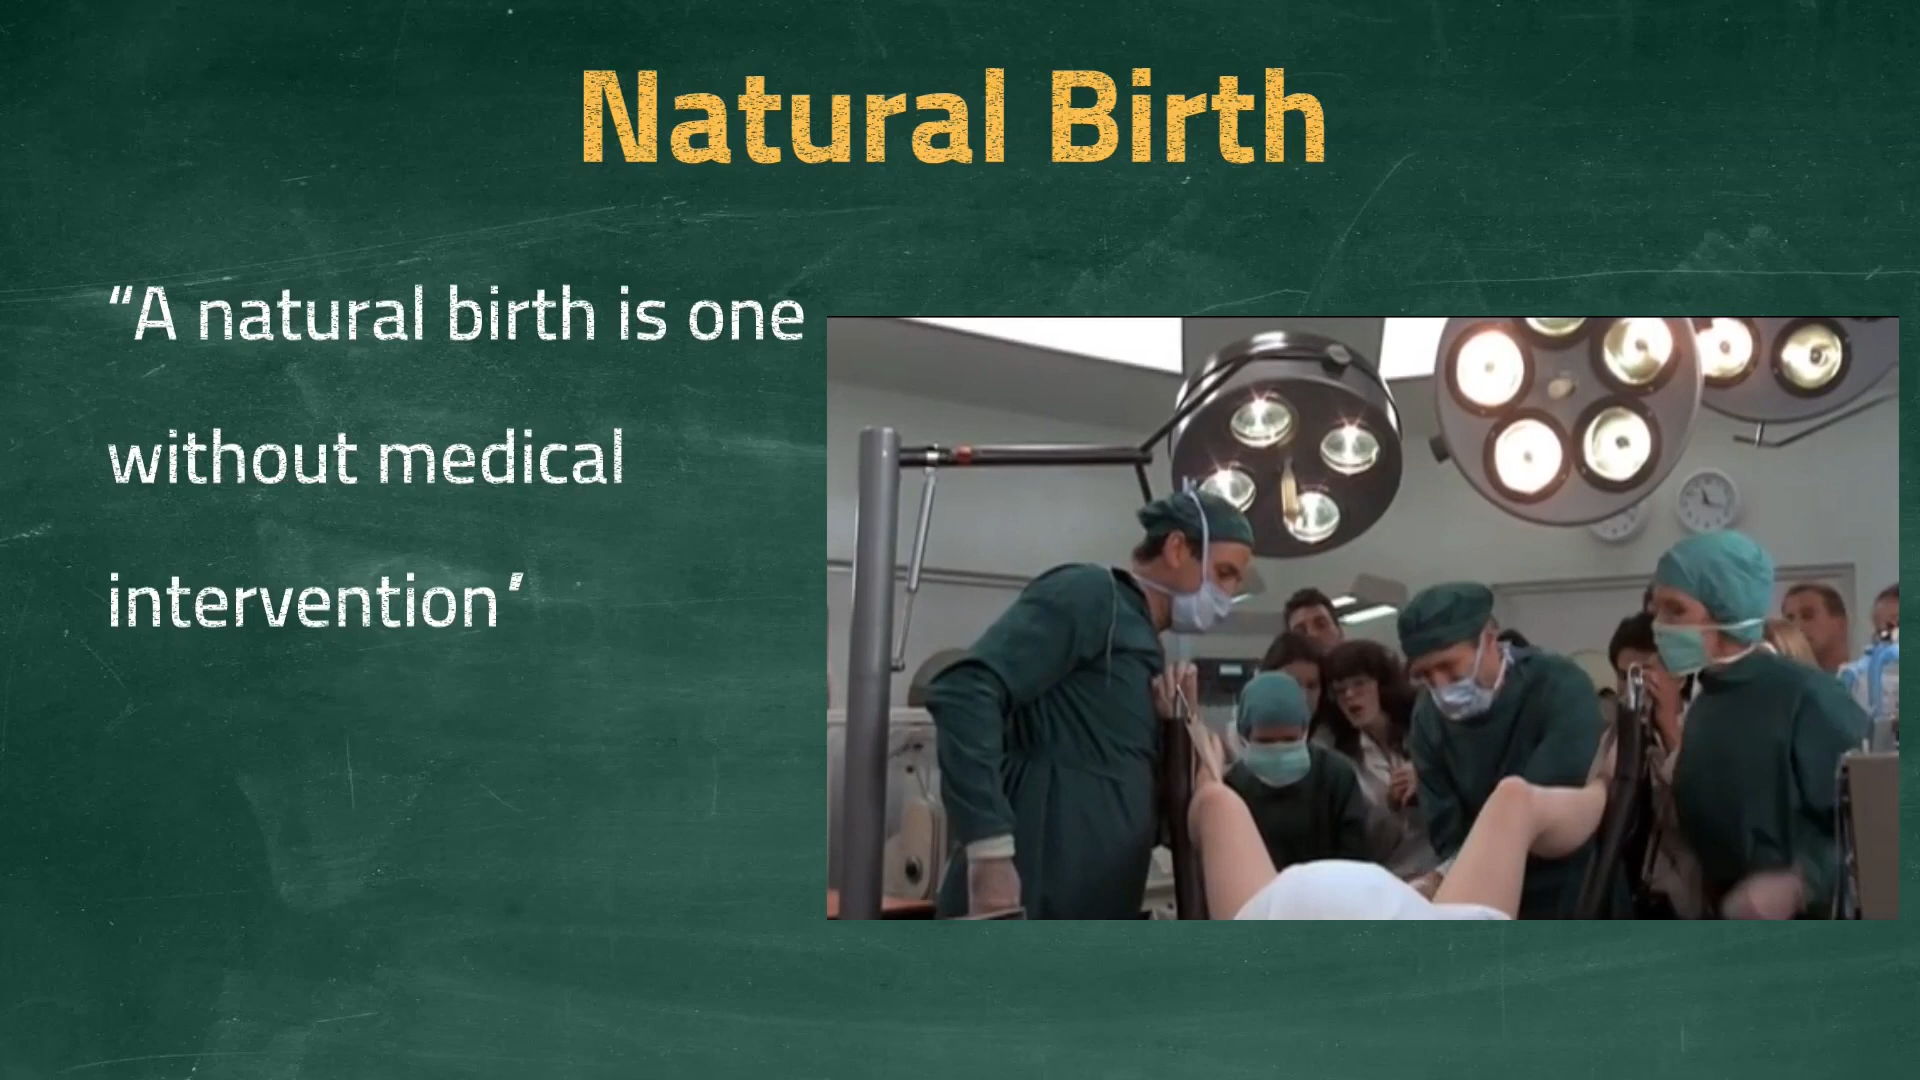 Natural Birth
“A natural birth is one
without medical
intervention’